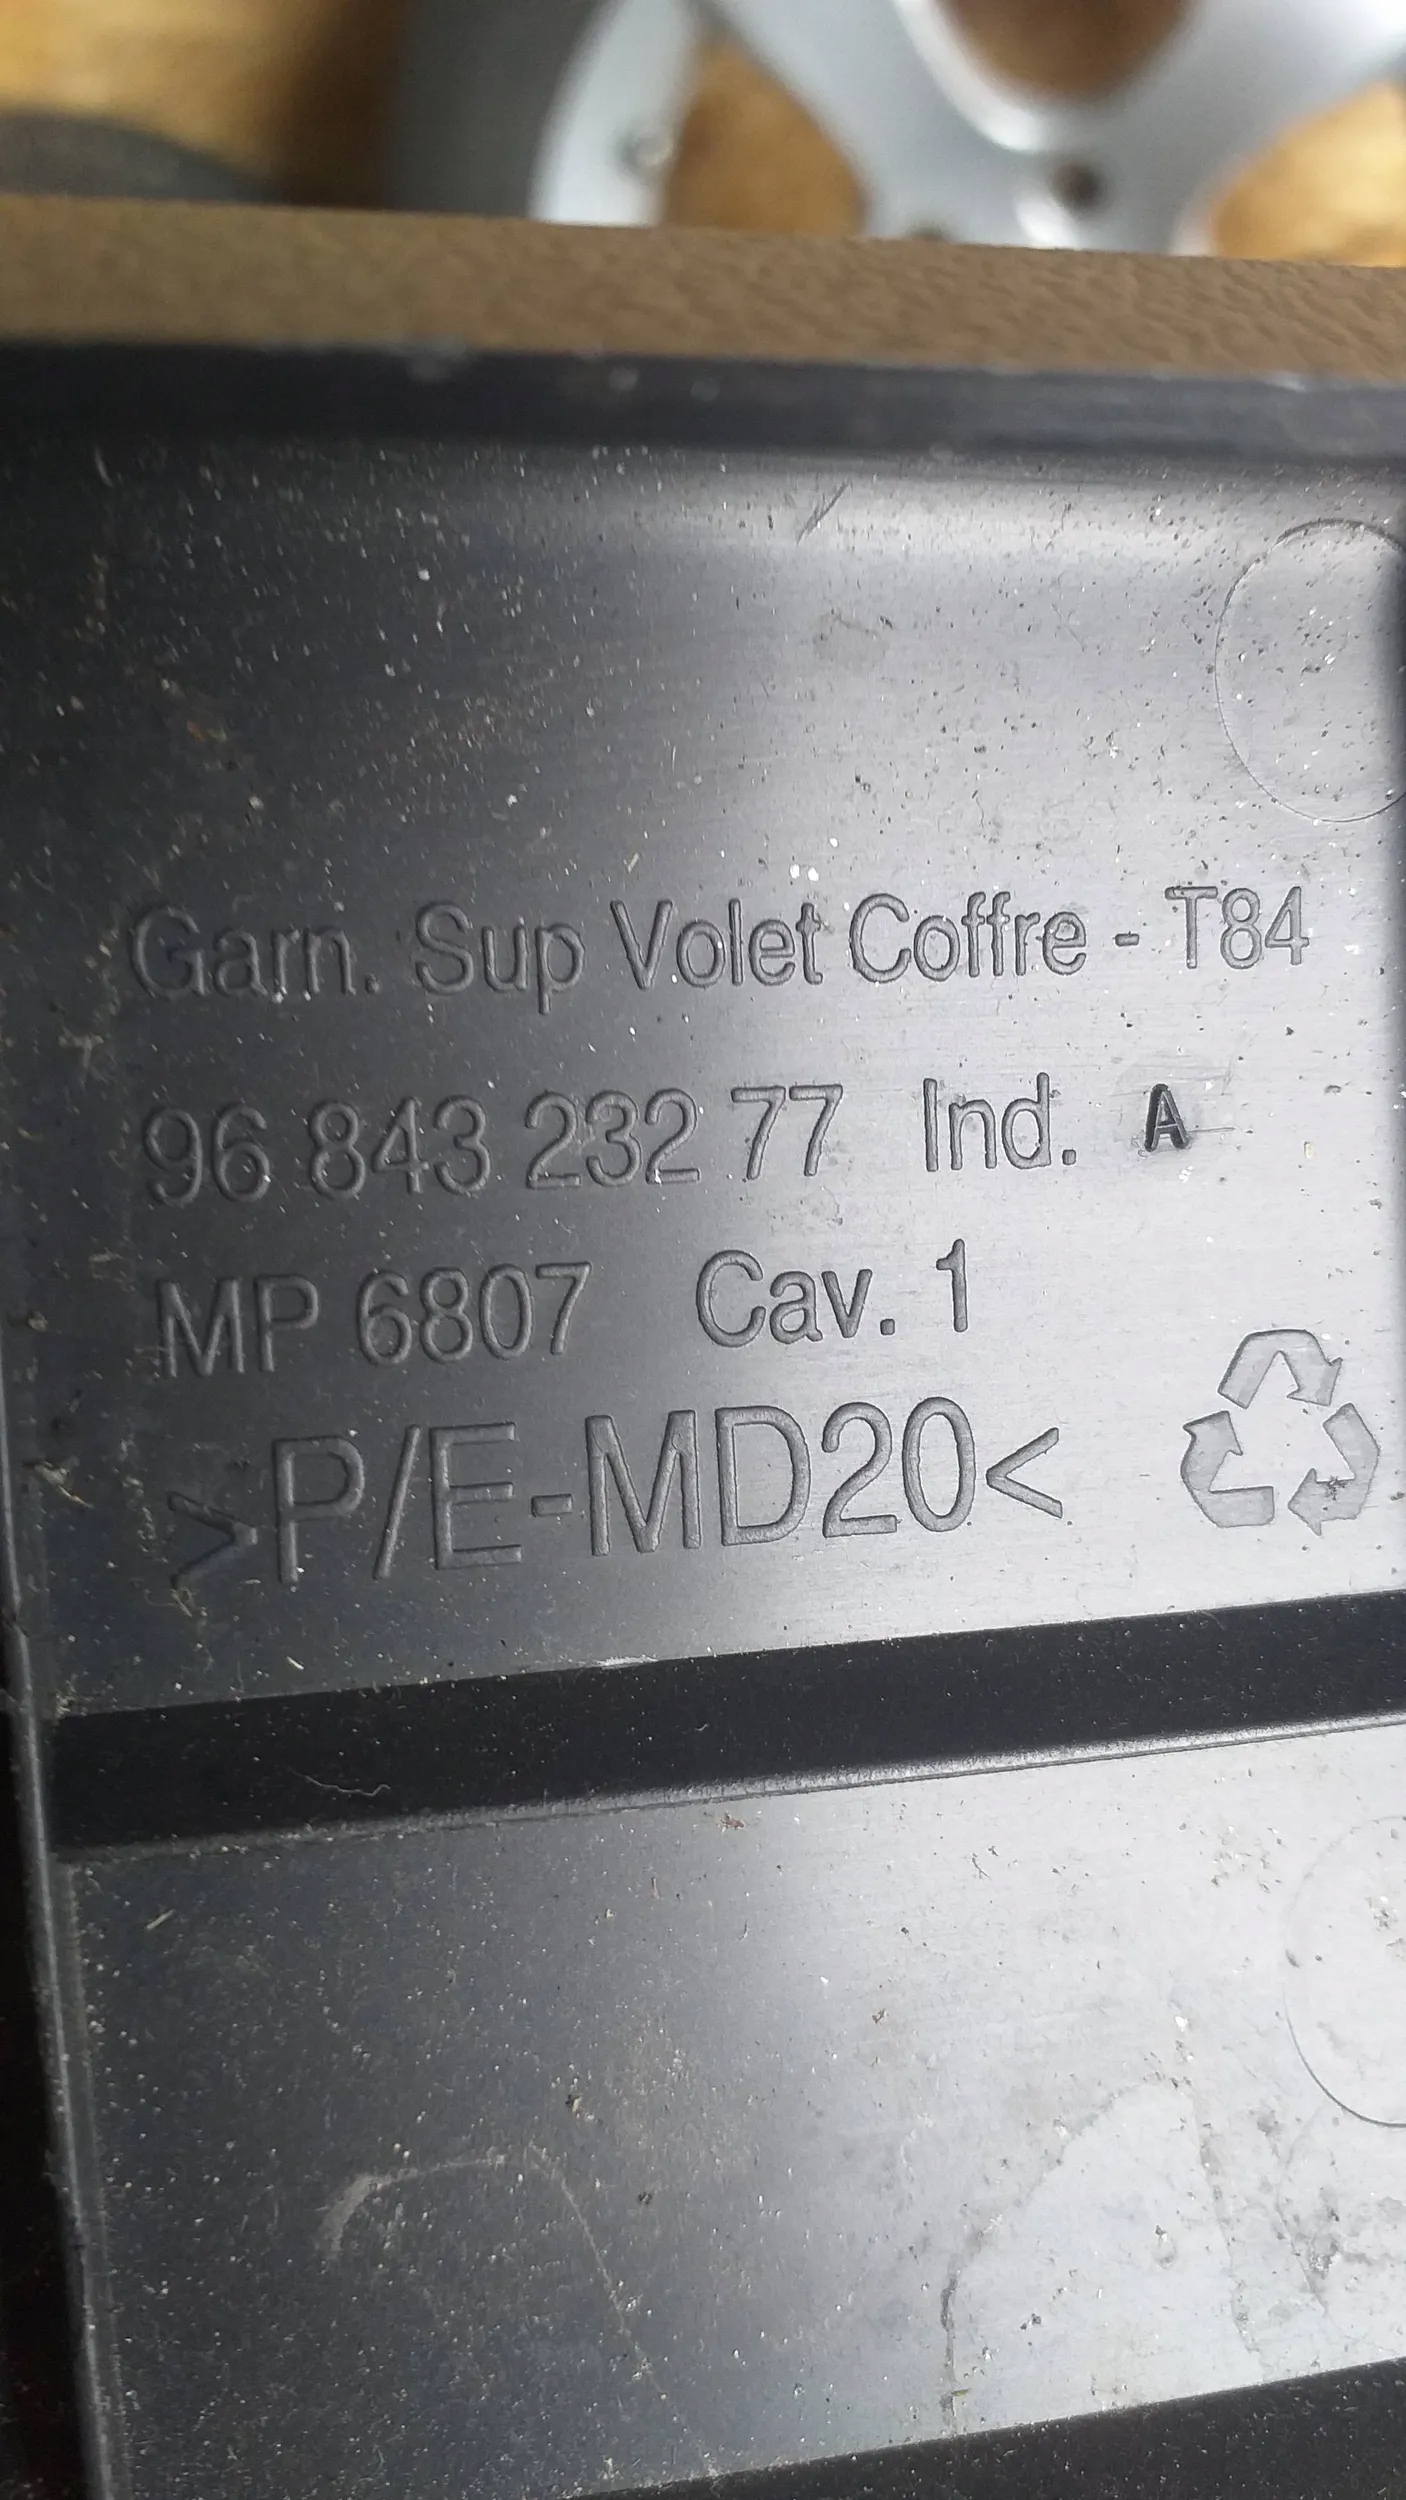 Garn. Sup Volet Coffre - T84
96 843 232 77 Ind. A
MP 6807 Cav. 1
>P/E-MD20<